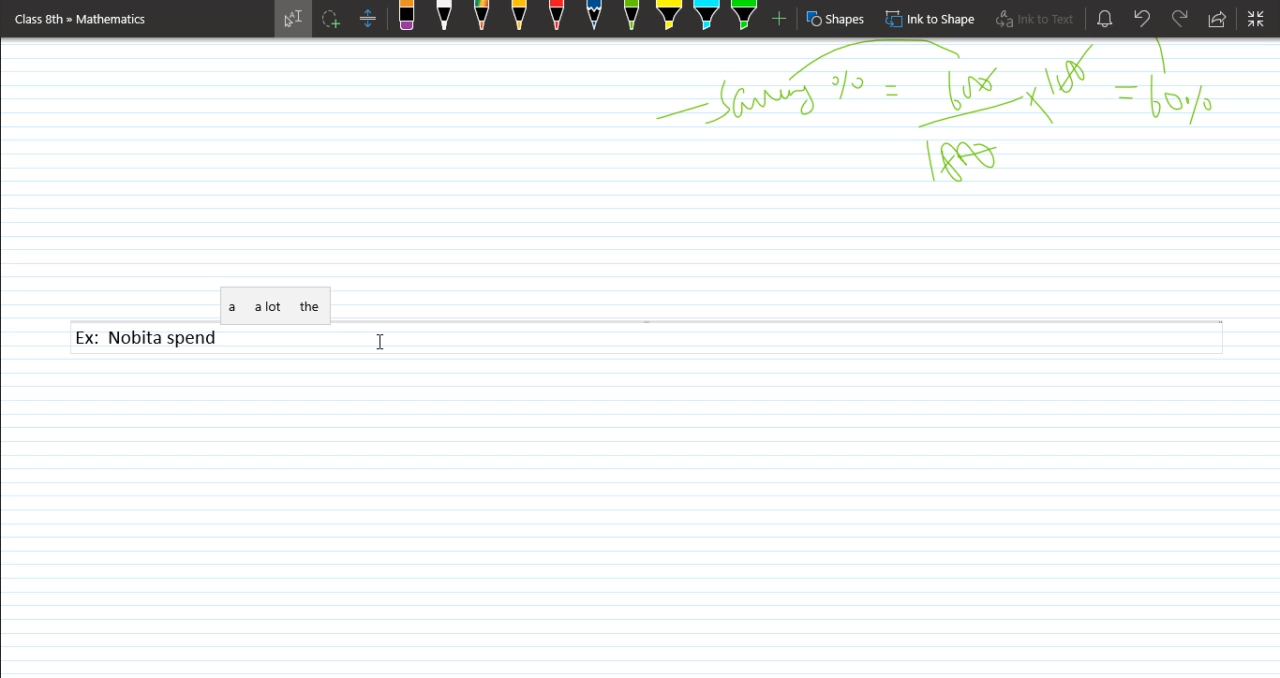 Class 8th » Mathematics
Shapes
Ink to Shape
Ink to Text
Saving % = 600 × 100 = 60%
1000
a a lot the
Ex: Nobita spend